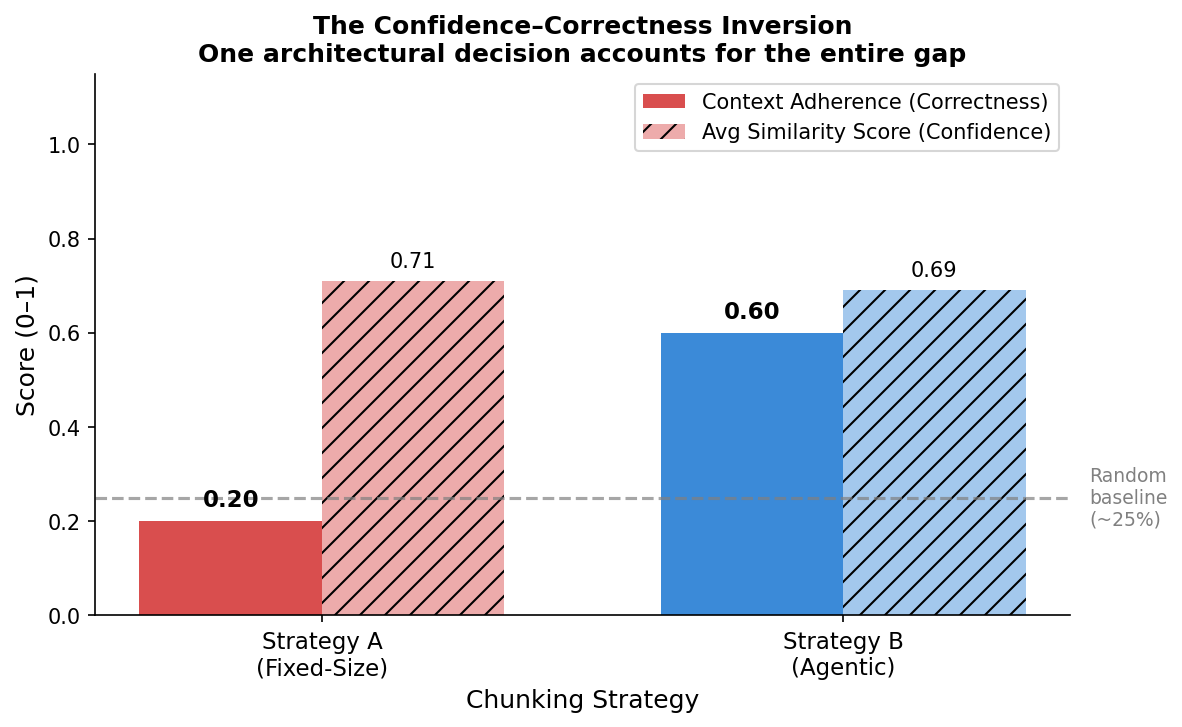 The Confidence–Correctness Inversion
One architectural decision accounts for the entire gap
Context Adherence (Correctness)
Avg Similarity Score (Confidence)
Score (0–1)
1.0
0.8
0.6
0.4
0.2
0.0
0.20
0.71
0.60
0.69
Random
baseline
(~25%)
Strategy A
(Fixed-Size)
Strategy B
(Agentic)
Chunking Strategy